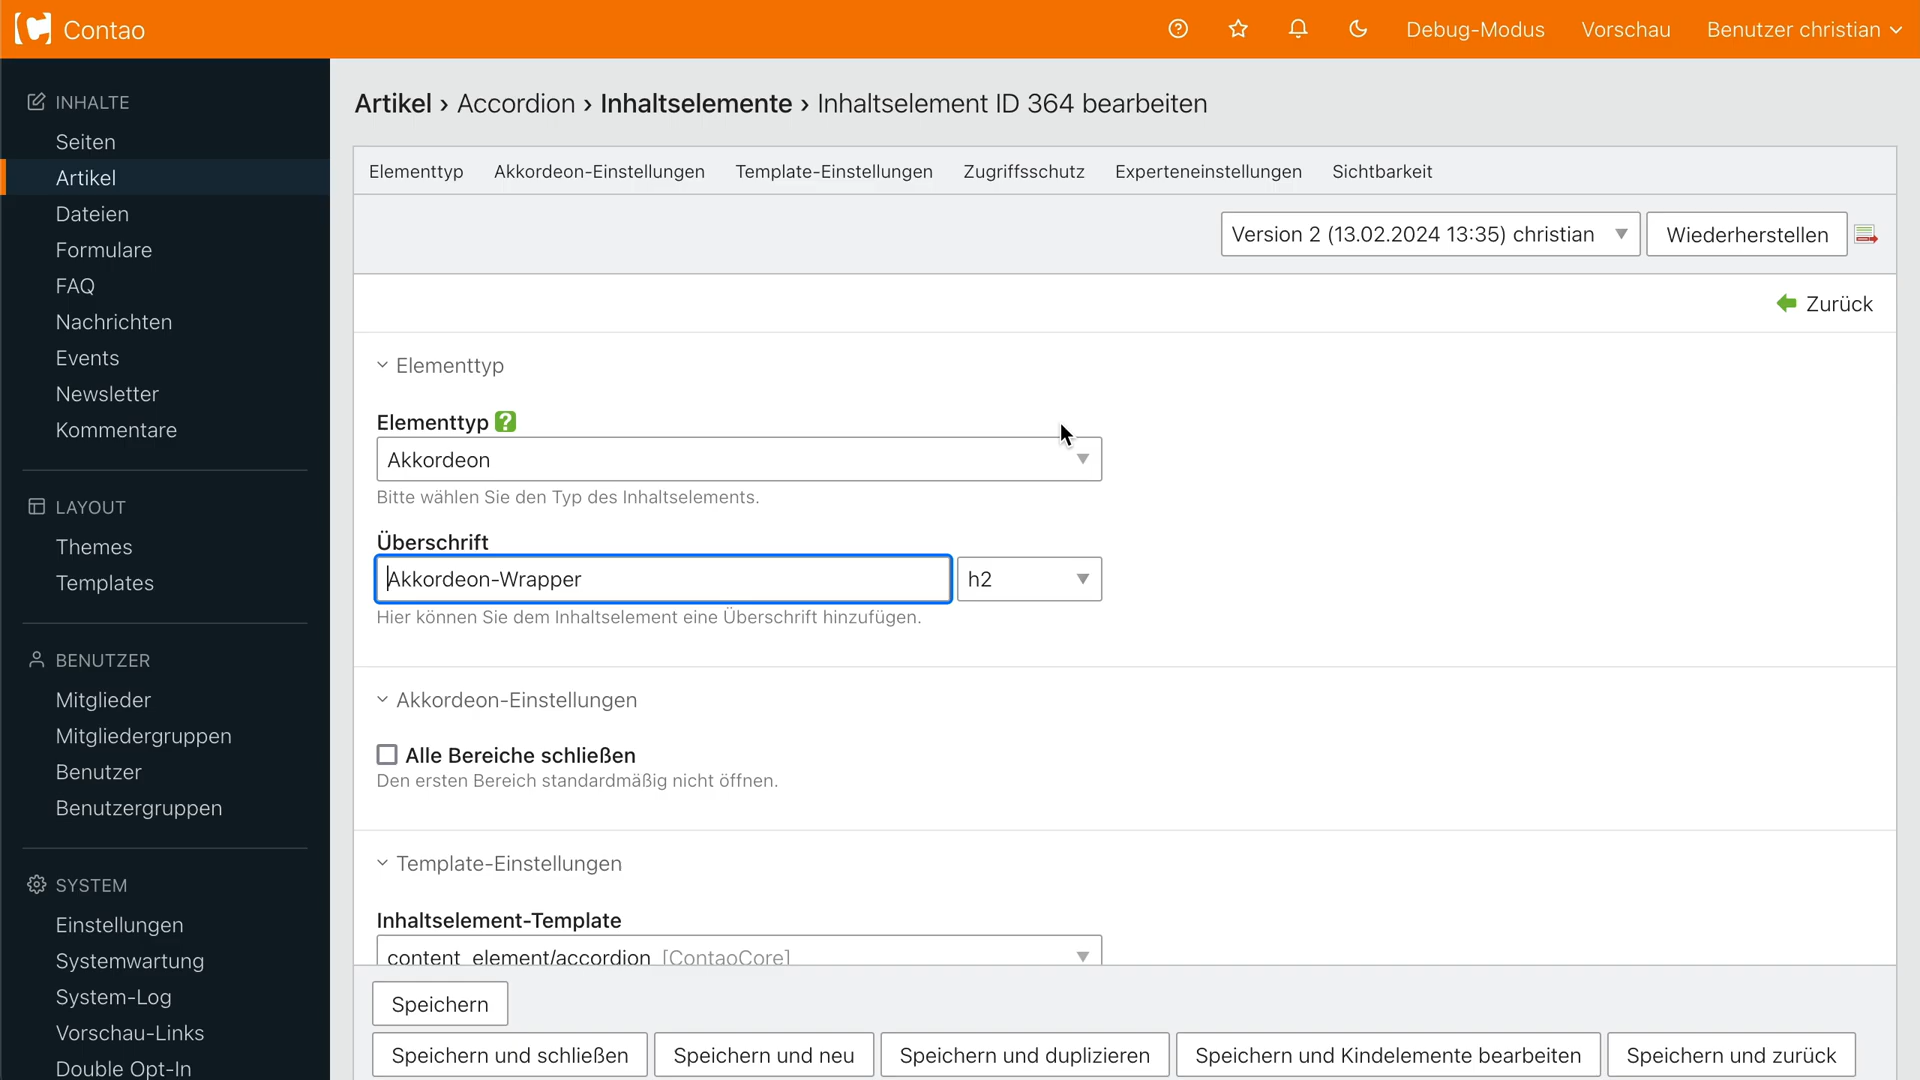 Contao
Debug-Modus
Vorschau
Benutzer christian
INHALTE
Seiten
Artikel
Dateien
Formulare
FAQ
Nachrichten
Events
Newsletter
Kommentare
LAYOUT
Themes
Templates
BENUTZER
Mitglieder
Mitgliedergruppen
Benutzer
Benutzergruppen
SYSTEM
Einstellungen
Systemwartung
System-Log
Vorschau-Links
Double Opt-In
Artikel › Accordion › Inhaltselemente › Inhaltselement ID 364 bearbeiten
Elementtyp Akkordeon-Einstellungen Template-Einstellungen Zugriffsschutz Experteneinstellungen Sichtbarkeit
Version 2 (13.02.2024 13:35) christian Wiederherstellen
Zurück
Elementtyp
Elementtyp ?
Akkordeon
Bitte wählen Sie den Typ des Inhaltselements.
Überschrift
Akkordeon-Wrapper h2
Hier können Sie dem Inhaltselement eine Überschrift hinzufügen.
Akkordeon-Einstellungen
Alle Bereiche schließen
Den ersten Bereich standardmäßig nicht öffnen.
Template-Einstellungen
Inhaltselement-Template
content_element/accordion [ContaoCore]
Speichern
Speichern und schließen Speichern und neu Speichern und duplizieren Speichern und Kindelemente bearbeiten Speichern und zurück